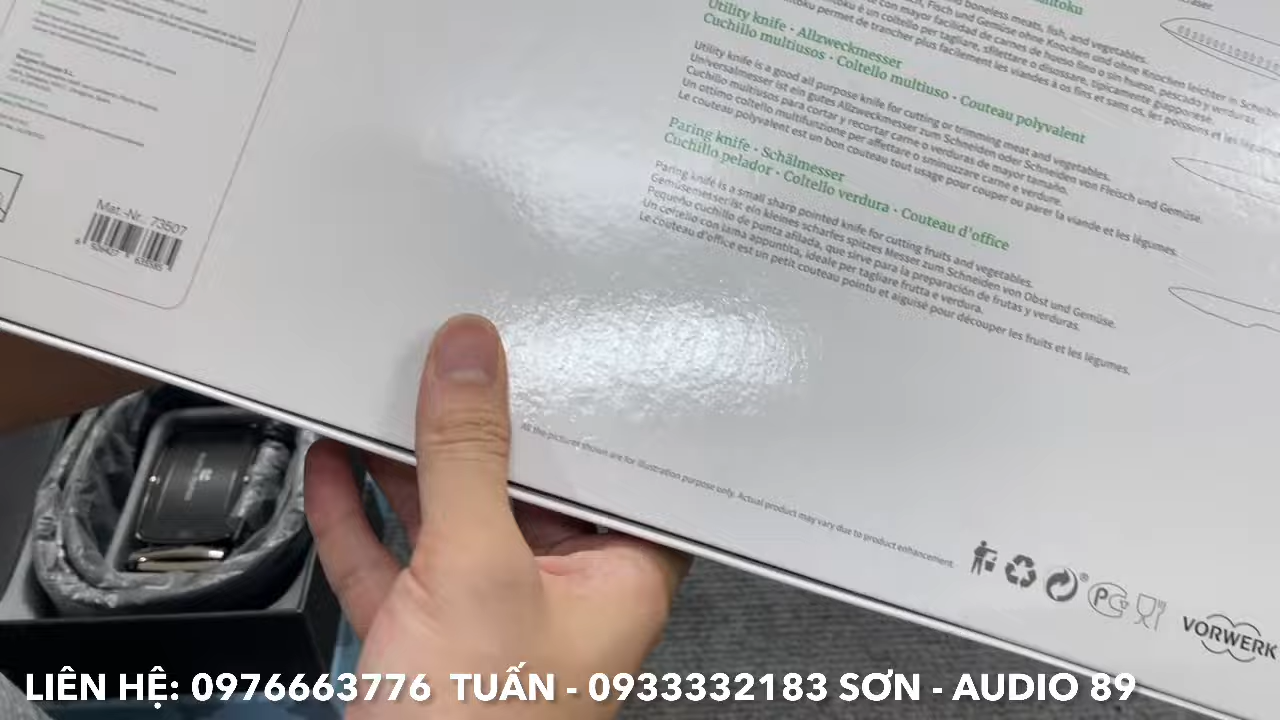 Mat.-Nr.: 73507
boneless meats, fish, and vegetables.
Utility knife • Allzweckmesser
Cuchillo multiusos • Coltello multiuso • Couteau polyvalent
Utility knife is a good all purpose knife for cutting or trimming meat and vegetables.
Universalmesser ist ein gutes Allzweckmesser zum Schneiden oder Schneiden von Fleisch und Gemüse.
Cuchillo multiusos para cortar y recortar carne o verduras de mayor tamaño.
Un ottimo coltello multifunzione per affettare o sminuzzare carne e verdure.
Le couteau polyvalent est un bon couteau tout usage pour couper ou parer la viande et les légumes.
Paring knife • Schälmesser
Cuchillo pelador • Coltello verdura • Couteau d'office
Paring knife is a small sharp pointed knife for cutting fruits and vegetables.
Gemüsemesser ist ein kleines scharfes spitzes Messer zum Schneiden von Obst und Gemüse.
Pequeño cuchillo de punta afilada, que sirve para la preparación de frutas y verduras.
Un coltello con lama appuntita, ideale per tagliare frutta e verdura.
Le couteau d'office est un petit couteau pointu et aiguisé pour découper les fruits et les légumes.
All the pictures shown are for illustration purpose only. Actual product may vary due to product enhancement.
VORWERK
LIÊN HỆ: 0976663776 TUẤN - 0933332183 SƠN - AUDIO 89